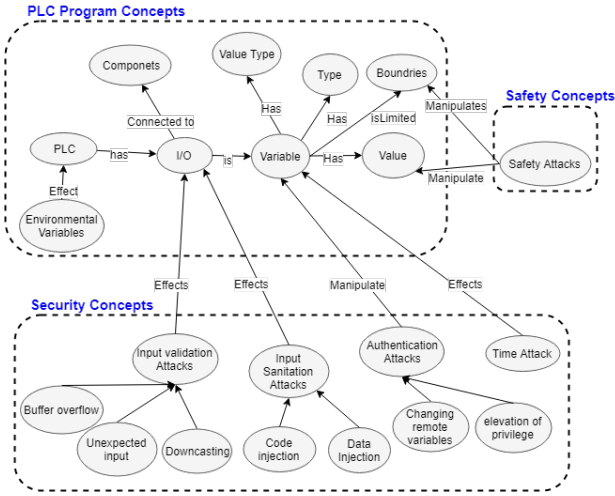 PLC Program Concepts
Componets
Value Type
Type
Boundries
Has
Has
isLimited
Manipulates
Safety Concepts
Connected to
PLC
has
I/O
is
Variable
Has
Value
Safety Attacks
Manipulate
Effect
Environmental
Variables
Effects
Effects
Manipulate
Effects
Security Concepts
Input validation
Attacks
Input
Sanitation
Attacks
Authentication
Attacks
Time Attack
Buffer overflow
Unexpected
input
Downcasting
Code
injection
Data
Injection
Changing
remote
variables
elevation of
privilege